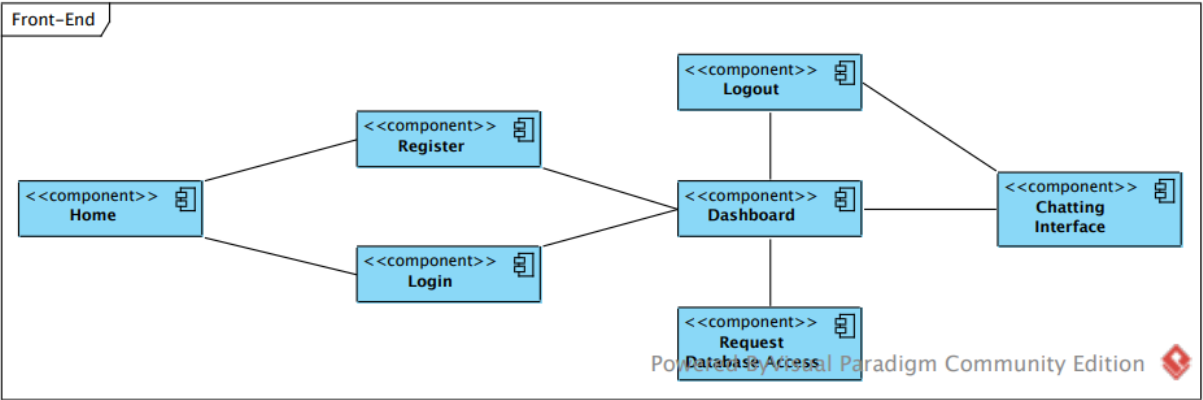 Front-End
<<component>>
Logout
<<component>>
Register
<<component>>
Home
<<component>>
Dashboard
<<component>>
Chatting
Interface
<<component>>
Login
<<component>>
Request
Database Access
Powered By Visual Paradigm Community Edition